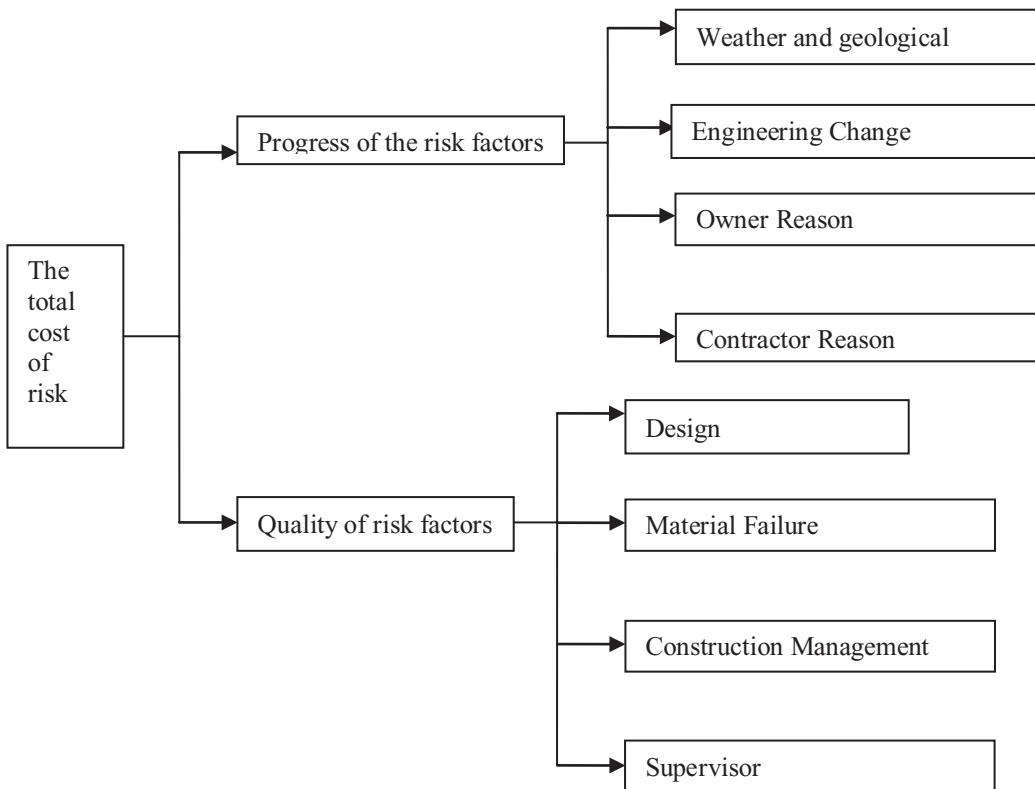 Weather and geological
Progress of the risk factors
Engineering Change
Owner Reason
The
total
cost
of
risk
Contractor Reason
Design
Quality of risk factors
Material Failure
Construction Management
Supervisor